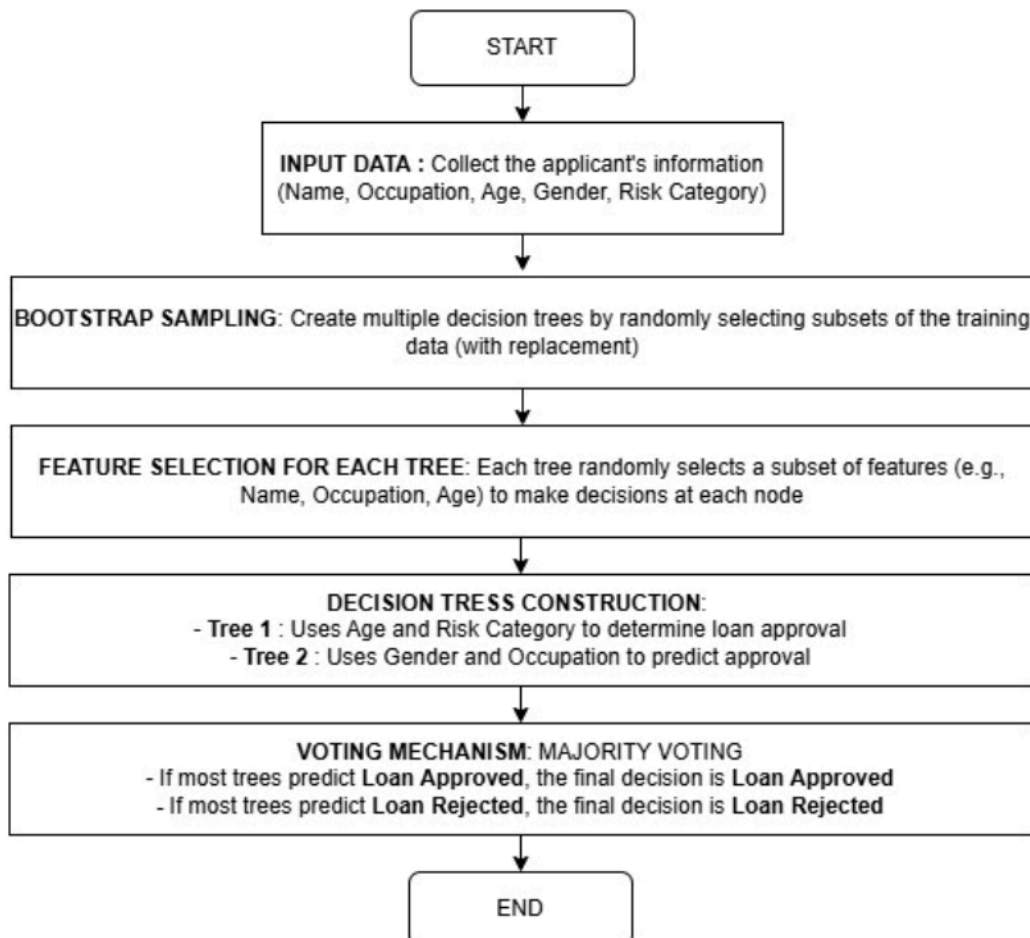 START
INPUT DATA : Collect the applicant's information
(Name, Occupation, Age, Gender, Risk Category)
BOOTSTRAP SAMPLING: Create multiple decision trees by randomly selecting subsets of the training
data (with replacement)
FEATURE SELECTION FOR EACH TREE: Each tree randomly selects a subset of features (e.g.,
Name, Occupation, Age) to make decisions at each node
DECISION TRESS CONSTRUCTION:
- Tree 1 : Uses Age and Risk Category to determine loan approval
- Tree 2 : Uses Gender and Occupation to predict approval
VOTING MECHANISM: MAJORITY VOTING
- If most trees predict Loan Approved, the final decision is Loan Approved
- If most trees predict Loan Rejected, the final decision is Loan Rejected
END